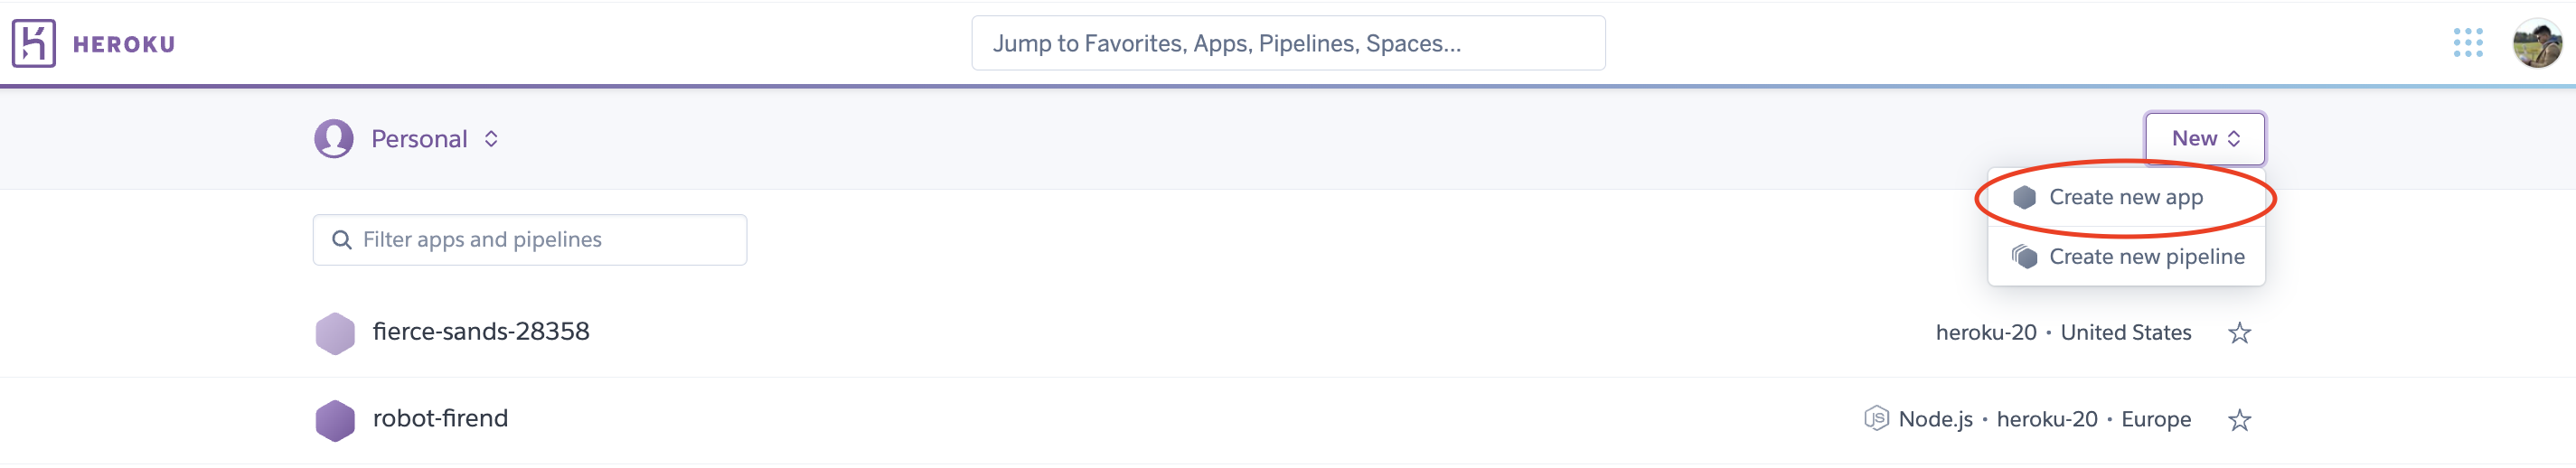 HEROKU
Jump to Favorites, Apps, Pipelines, Spaces...
Personal
New
Create new app
Filter apps and pipelines
Create new pipeline
fierce-sands-28358
heroku-20 · United States
robot-firend
JS Node.js · heroku-20 · Europe